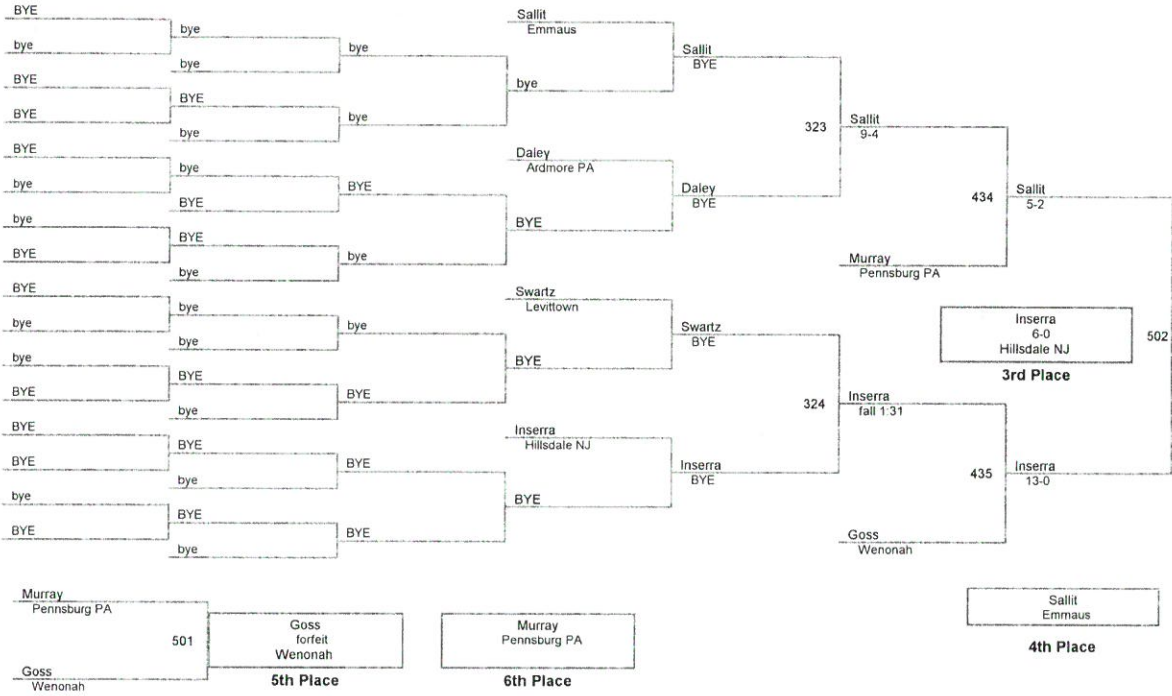 BYE
bye
BYE
BYE
BYE
bye
bye
BYE
BYE
bye
bye
BYE
BYE
BYE
bye
BYE
bye
bye
BYE
bye
bye
BYE
BYE
bye
bye
bye
BYE
bye
BYE
bye
BYE
bye
bye
bye
BYE
bye
bye
BYE
BYE
BYE
Sallit
Emmaus
bye
Daley
Ardmore PA
BYE
Swartz
Levittown
BYE
Inserra
Hillsdale NJ
BYE
Sallit
BYE
323
Daley
BYE
Swartz
BYE
324
Inserra
BYE
Sallit
9-4
434
Murray
Pennsburg PA
Inserra
fall 1:31
435
Goss
Wenonah
Sallit
5-2
Inserra
6-0
Hillsdale NJ
3rd Place
502
Inserra
13-0
Murray
Pennsburg PA
501
Goss
Wenonah
Goss
forfeit
Wenonah
5th Place
Murray
Pennsburg PA
6th Place
Sallit
Emmaus
4th Place